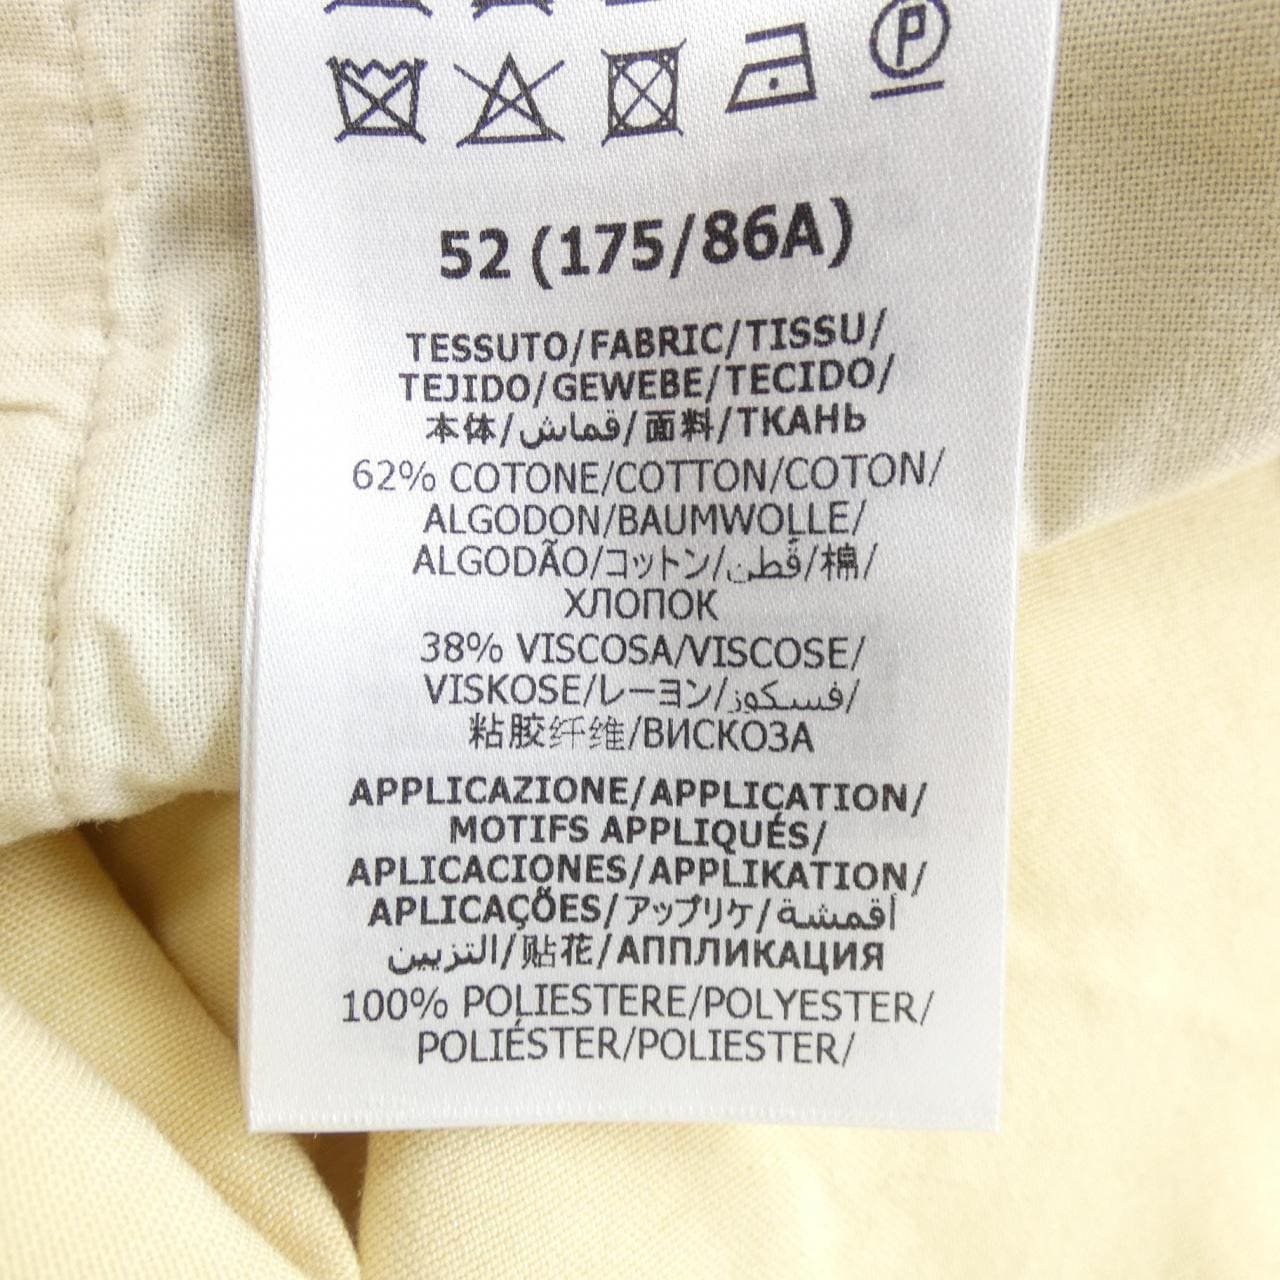 P
52 (175/86A)
TESSUTO/FABRIC/TISSU/
TEJIDO/GEWEBE/TECIDO/
本体/قماش/面料/ТКАНЬ
62% COTONE/COTTON/COTON/
ALGODON/BAUMWOLLE/
ALGODÃO/コットン/قُطن/棉/
ХЛОПОК
38% VISCOSA/VISCOSE/
VISKOSE/レーヨン/فسكوز/
粘胶纤维/ВИСКОЗА
APPLICAZIONE/APPLICATION/
MOTIFS APPLIQUÉS/
APLICACIONES/APPLIKATION/
APLICAÇÕES/アップリケ/أقمشة
التزيين/贴花/АППЛИКАЦИЯ
100% POLIESTERE/POLYESTER/
POLIÉSTER/POLIESTER/